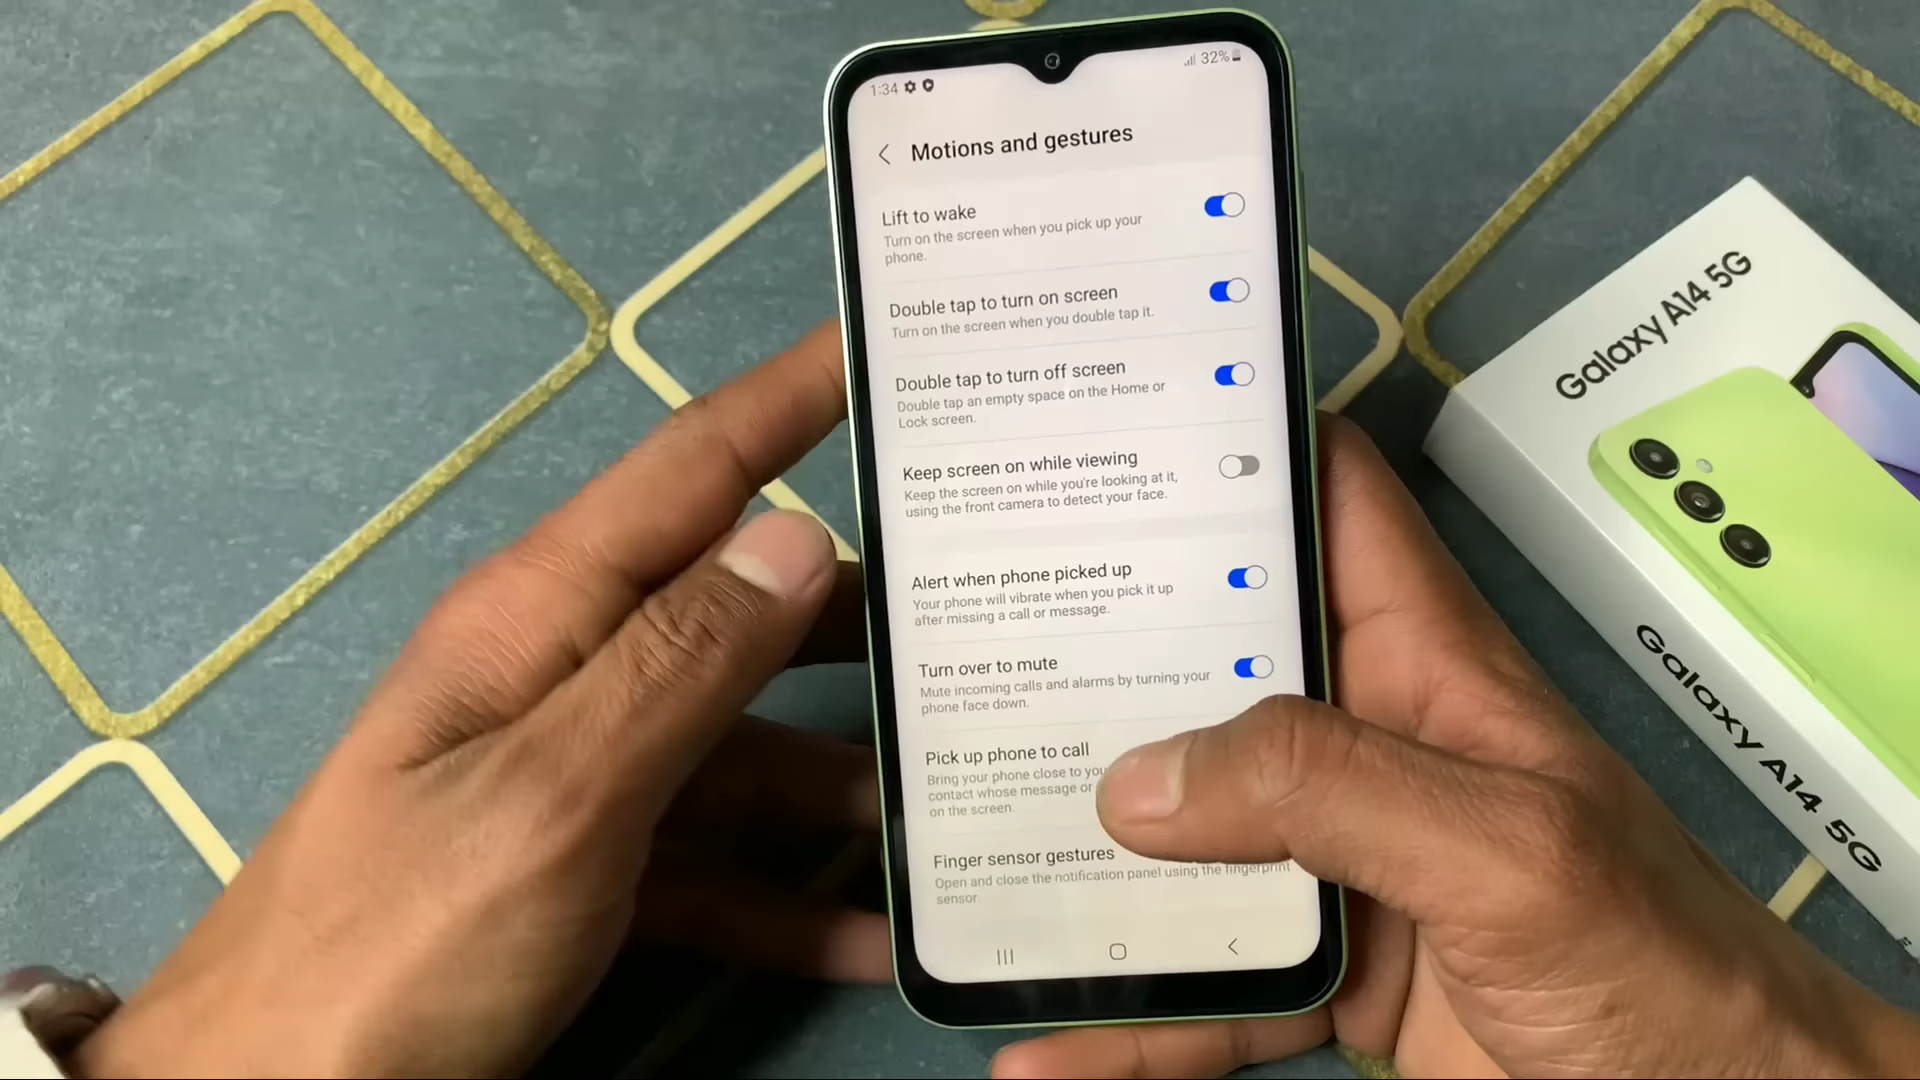 1:34
32%
Motions and gestures
Lift to wake
Turn on the screen when you pick up your
phone.
Double tap to turn on screen
Turn on the screen when you double tap it.
Double tap to turn off screen
Double tap an empty space on the Home or
Lock screen.
Keep screen on while viewing
Keep the screen on while you're looking at it,
using the front camera to detect your face.
Alert when phone picked up
Your phone will vibrate when you pick it up
after missing a call or message.
Turn over to mute
Mute incoming calls and alarms by turning your
phone face down.
Pick up phone to call
Bring your phone close to you
contact whose message or
on the screen.
Finger sensor gestures
Open and close the notification panel using the fingerprint
sensor.
Galaxy A14 5G
Galaxy A14 5G